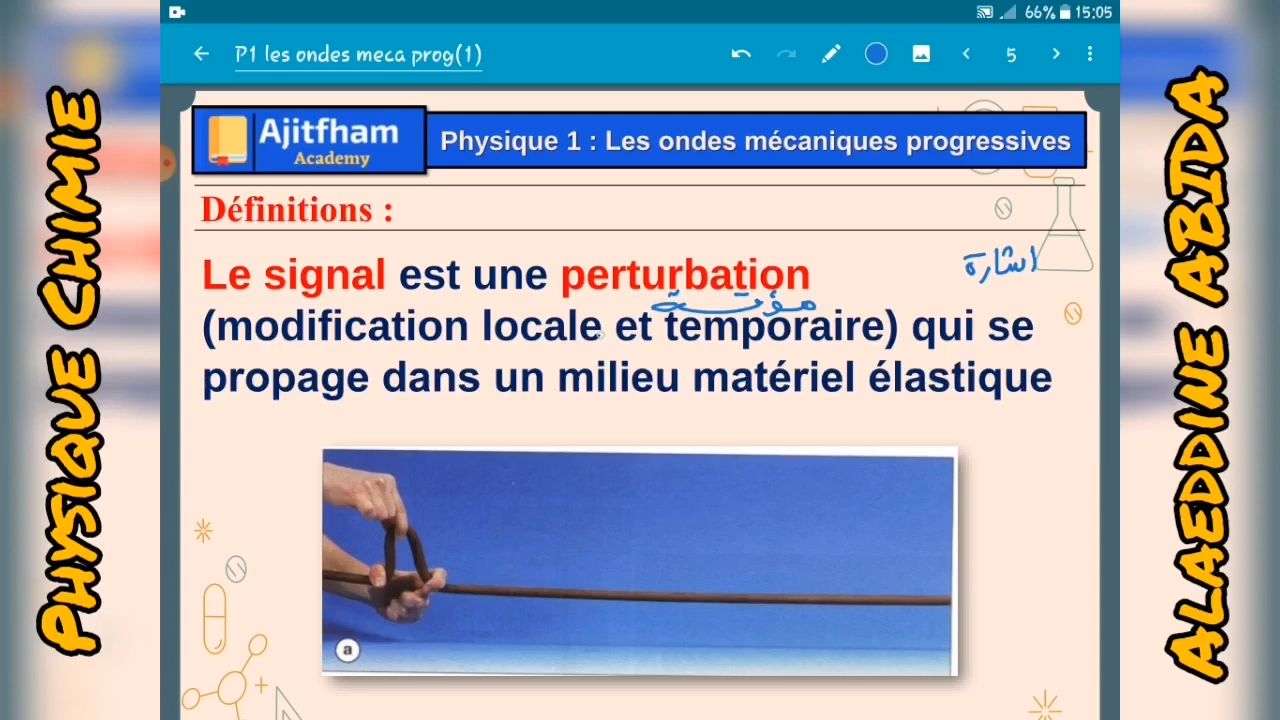 66% 15:05
P1 les ondes meca prog(1)
5
Ajitfham
Academy
Physique 1 : Les ondes mécaniques progressives
Définitions :
Le signal est une perturbation
اشارة
مؤقتة
(modification locale et temporaire) qui se
propage dans un milieu matériel élastique
a
PHYSIQUE CHIMIE
ALAEDDINE ABIDA